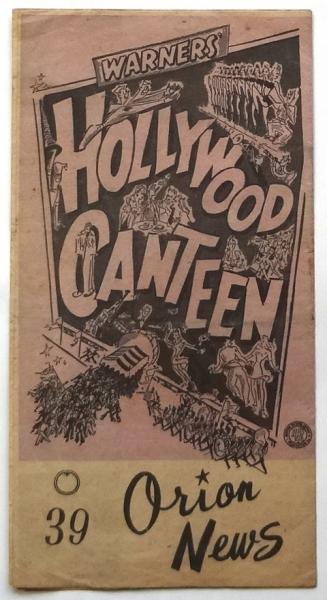 WARNERS'
HOLLYWOOD
CANTEEN
39
Orion
News